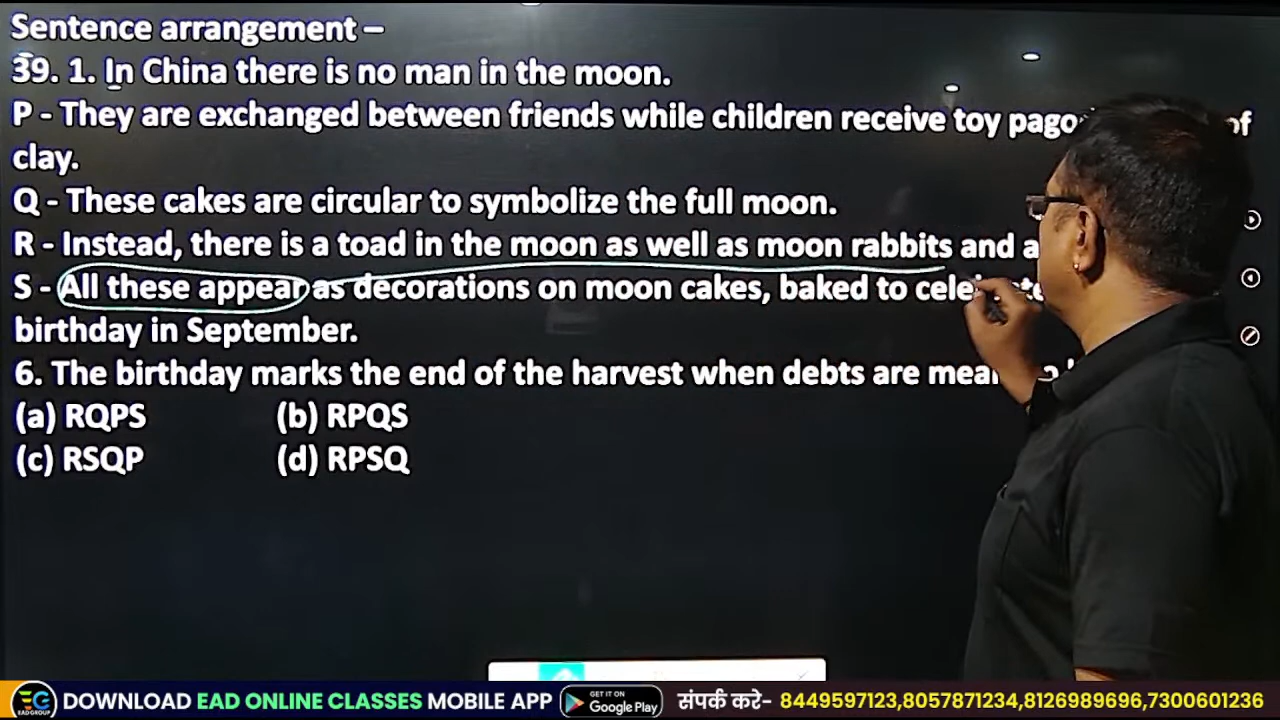 Sentence arrangement –
39. 1. In China there is no man in the moon.
P - They are exchanged between friends while children receive toy of
clay.
Q - These cakes are circular to symbolize the full moon.
R - Instead, there is a toad in the moon as well as moon rabbits and
S - All these appear as decorations on moon cakes, baked to
birthday in September.
6. The birthday marks the end of the harvest when debts are
(a) RQPS (b) RPQS
(c) RSQP (d) RPSQ
EG
EAD GROUP
DOWNLOAD EAD ONLINE CLASSES MOBILE APP
GET IT ON
Google Play
संपर्क करे- 8449597123,8057871234,8126989696,7300601236